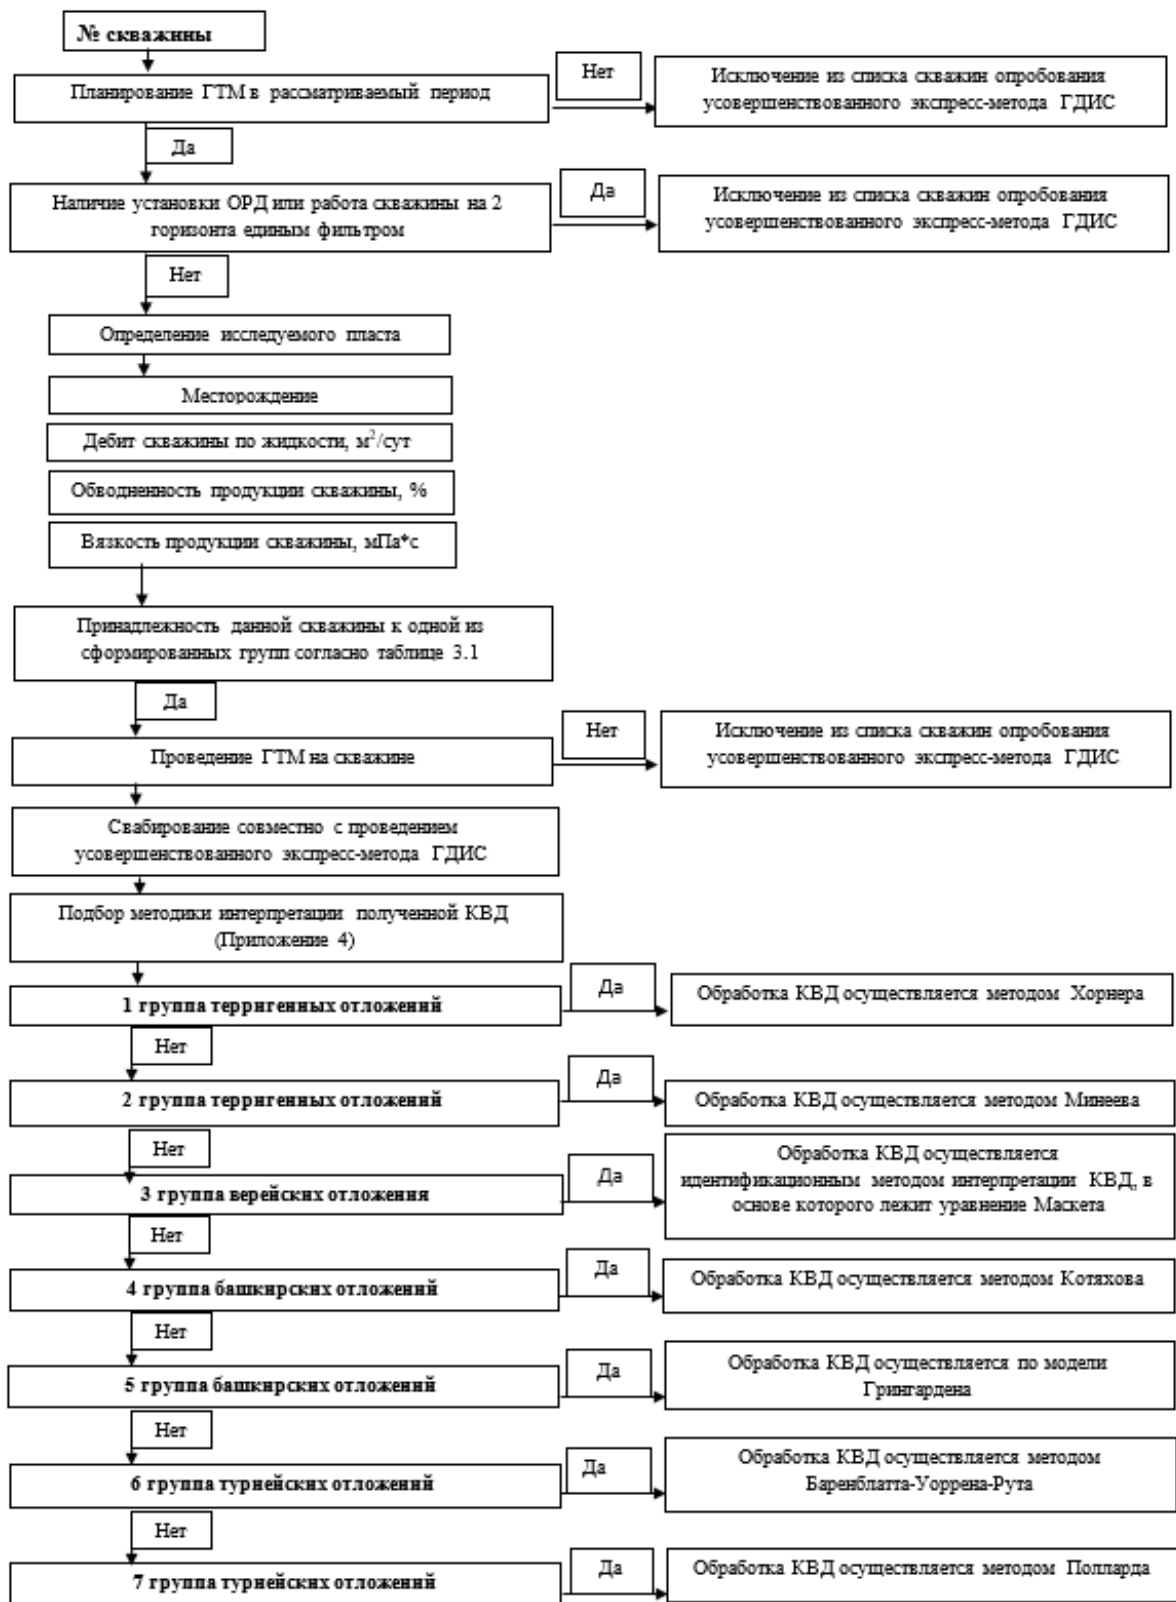 № скважины
Планирование ГТМ в рассматриваемый период
Нет
Исключение из списка скважин опробования
усовершенствованного экспресс-метода ГДИС
Да
Наличие установки ОРД или работа скважины на 2
горизонта единым фильтром
Да
Исключение из списка скважин опробования
усовершенствованного экспресс-метода ГДИС
Нет
Определение исследуемого пласта
Месторождение
Дебит скважины по жидкости, м²/сут
Обводненность продукции скважины, %
Вязкость продукции скважины, мПа*с
Принадлежность данной скважины к одной из
сформированных групп согласно таблице 3.1
Да
Проведение ГТМ на скважине
Нет
Исключение из списка скважин опробования
усовершенствованного экспресс-метода ГДИС
Свабирование совместно с проведением
усовершенствованного экспресс-метода ГДИС
Подбор методики интерпретации полученной КВД
(Приложение 4)
1 группа терригенных отложений
Да
Обработка КВД осуществляется методом Хорнера
Нет
2 группа терригенных отложений
Да
Обработка КВД осуществляется методом Минеева
Нет
3 группа верейских отложения
Да
Обработка КВД осуществляется
идентификационным методом интерпретации КВД, в
основе которого лежит уравнение Маскета
Нет
4 группа башкирских отложений
Да
Обработка КВД осуществляется методом Котяхова
Нет
5 группа башкирских отложений
Да
Обработка КВД осуществляется по модели
Грингардена
Нет
6 группа турнейских отложений
Да
Обработка КВД осуществляется методом
Баренблатта-Уоррена-Рута
Нет
7 группа турнейских отложений
Да
Обработка КВД осуществляется методом Полларда